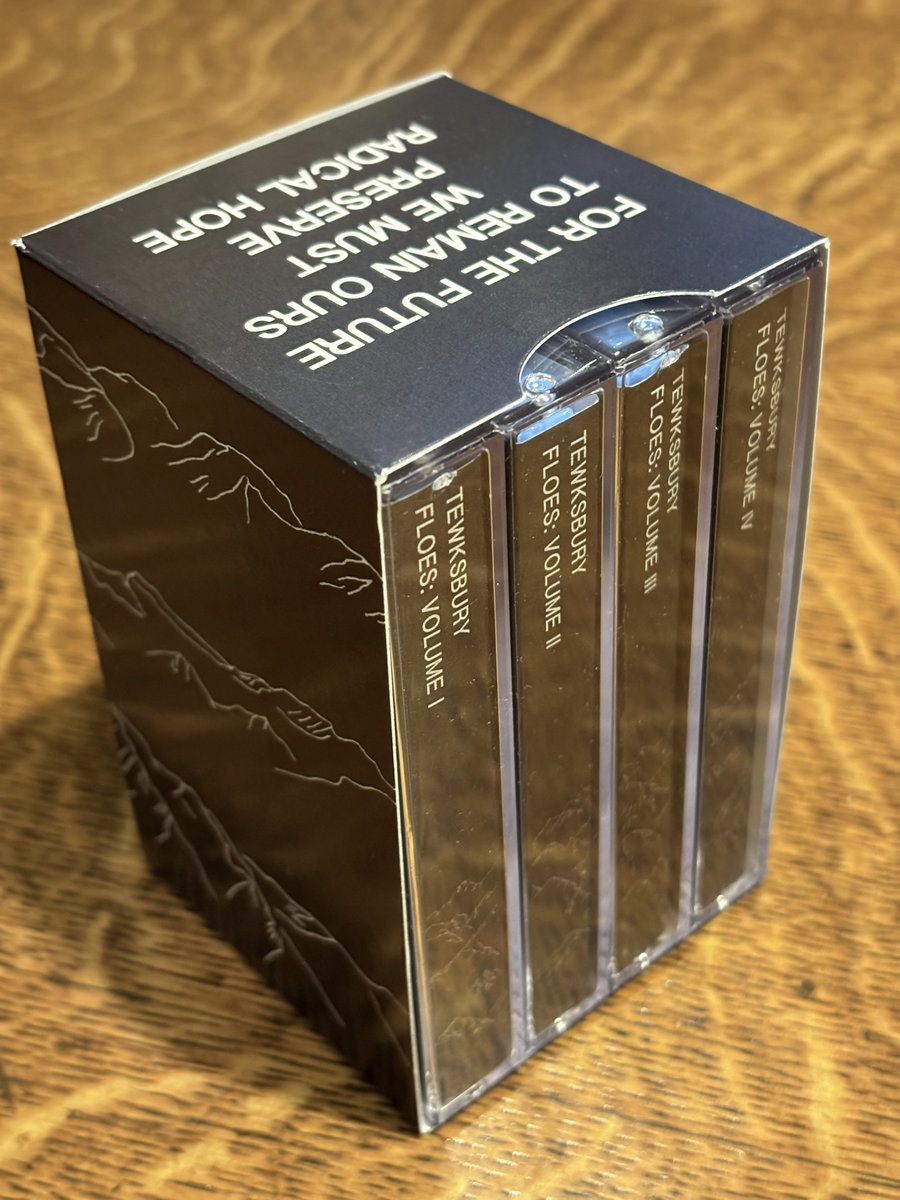 FOR THE FUTURE
TO REMAIN OURS
WE MUST
PRESERVE
RADICAL HOPE
TEWKSBURY
FLOES: VOLUME I
TEWKSBURY
FLOES: VOLUME II
TEWKSBURY
FLOES: VOLUME III
TEWKSBURY
FLOES: VOLUME IV